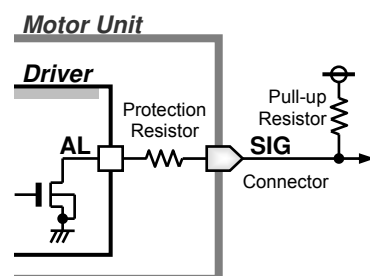 Motor Unit
Driver
Protection
Resistor
Pull-up
Resistor
AL
SIG
Connector